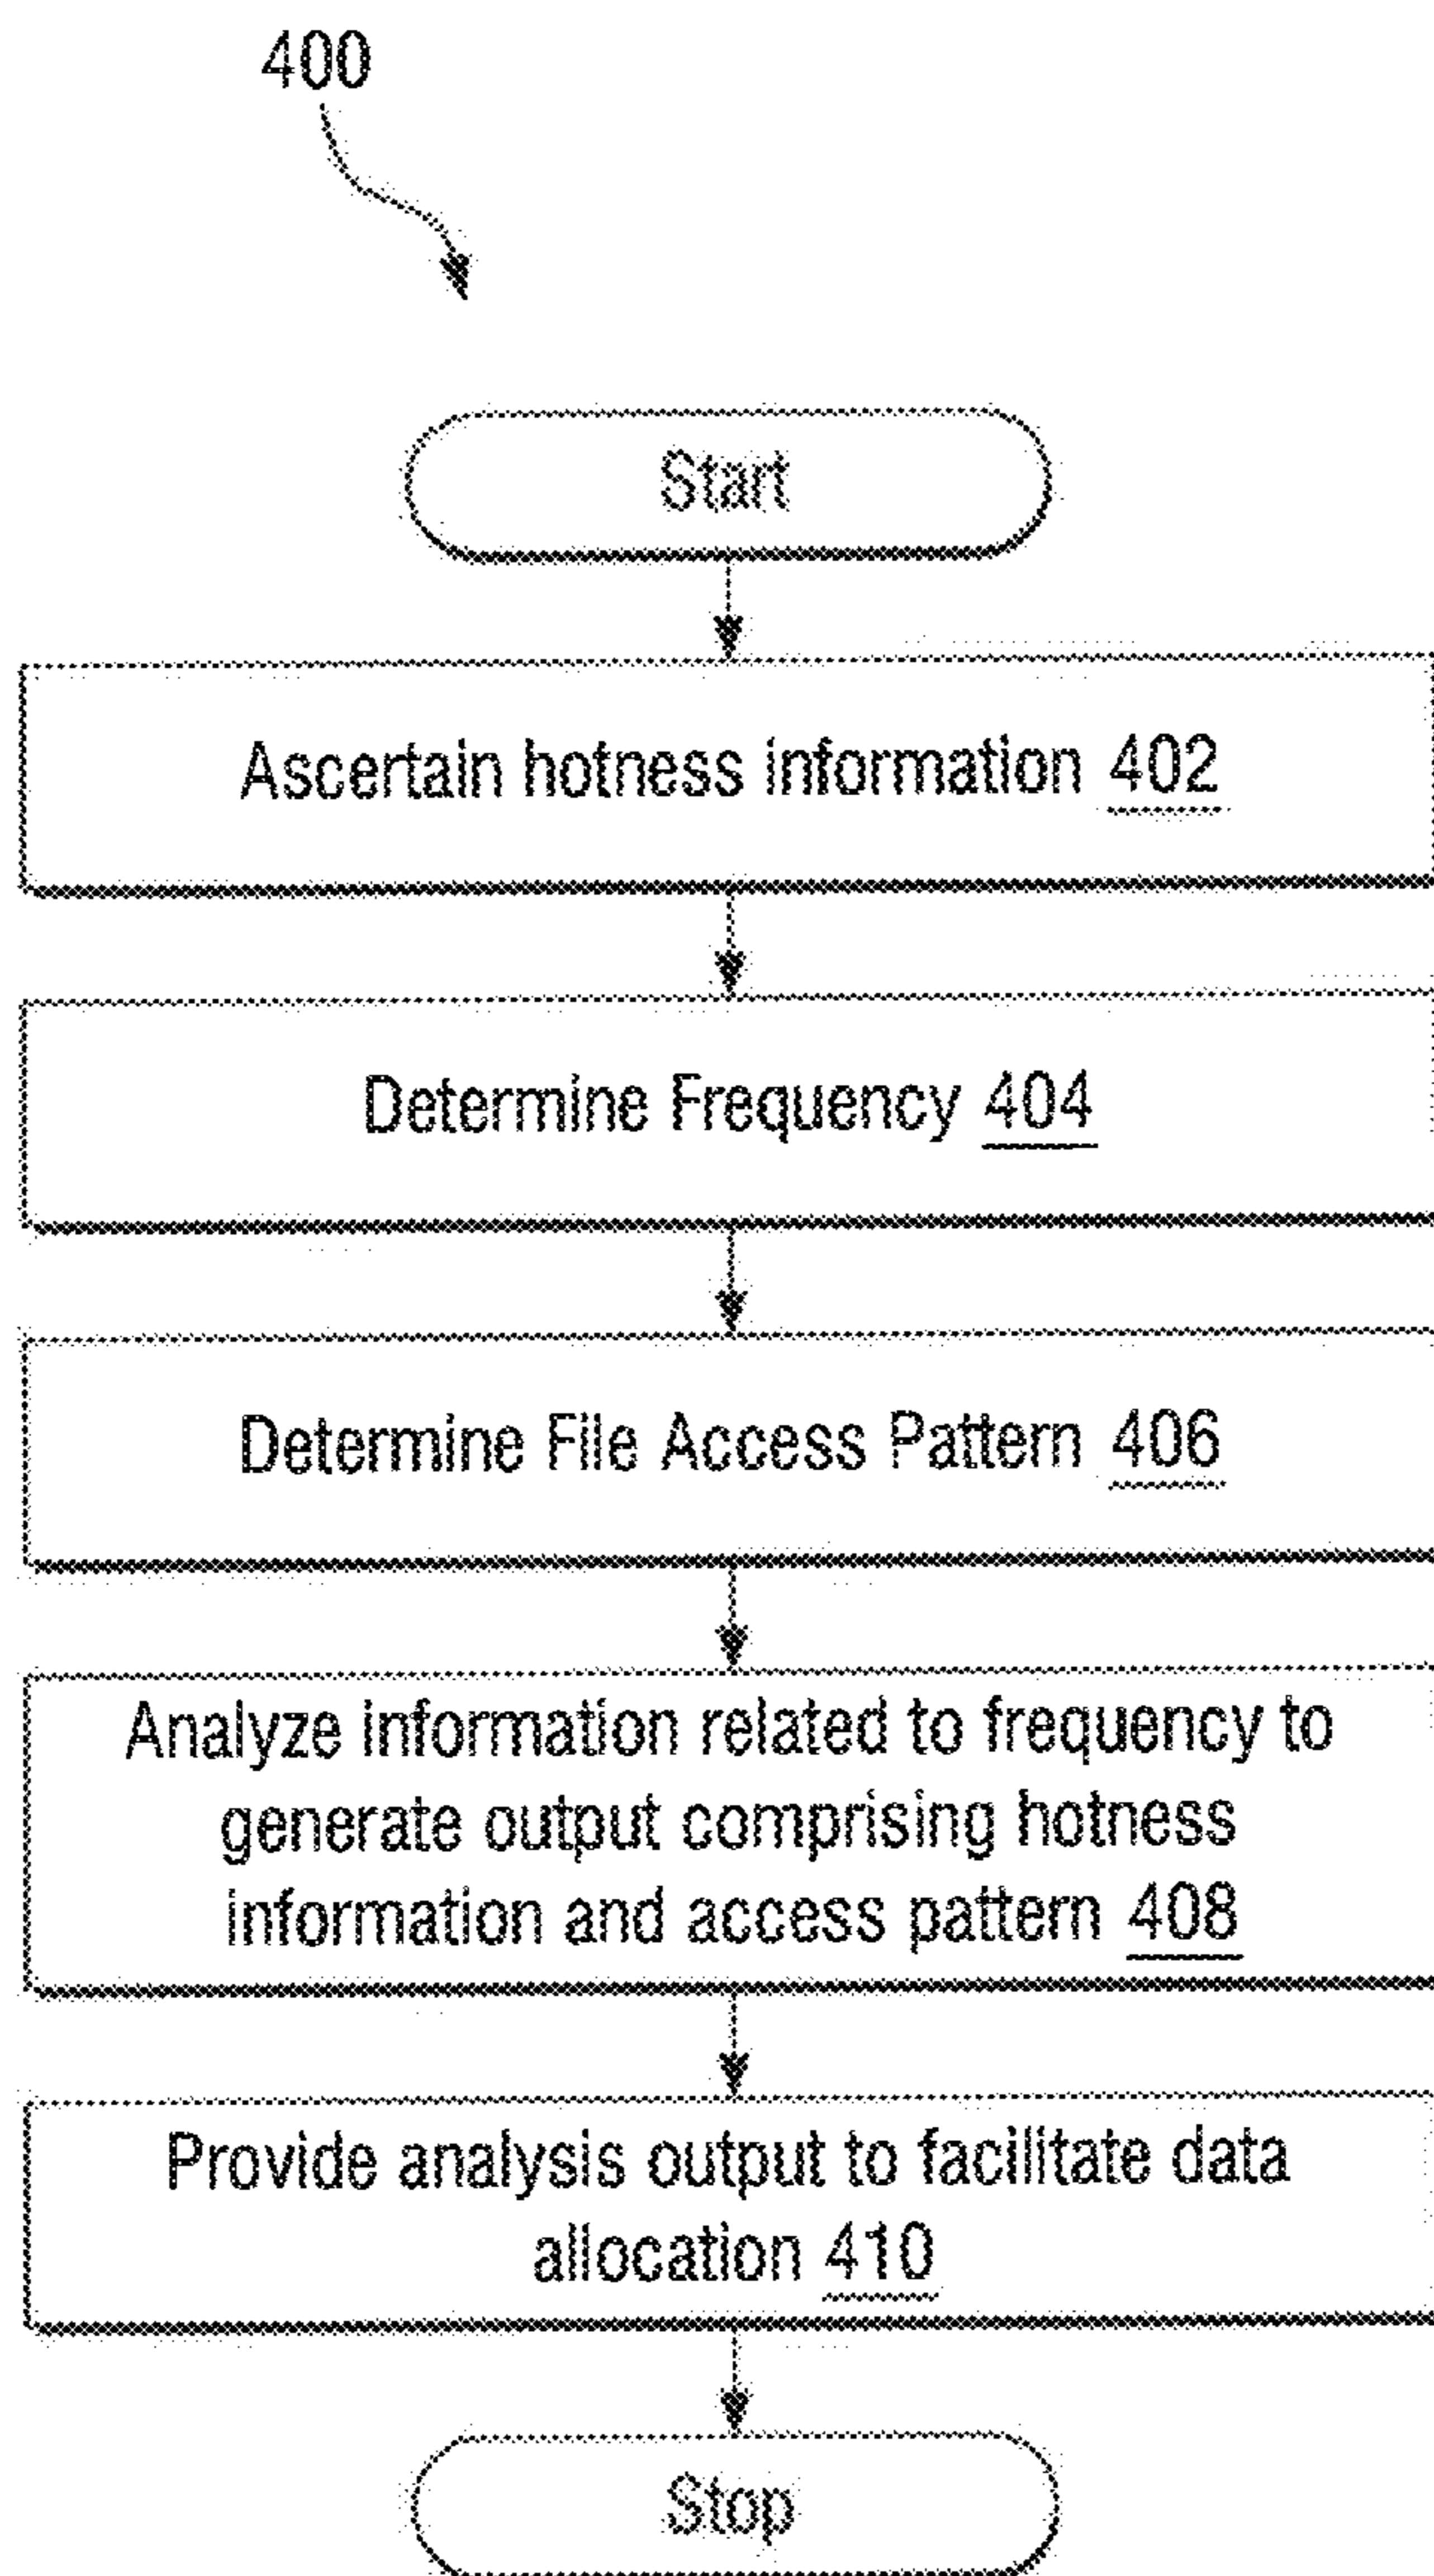 400
Start
Ascertain hotness information 402
Determine Frequency 404
Determine File Access Pattern 406
Analyze information related to frequency to
generate output comprising hotness
information and access pattern 408
Provide analysis output to facilitate data
allocation 410
Stop